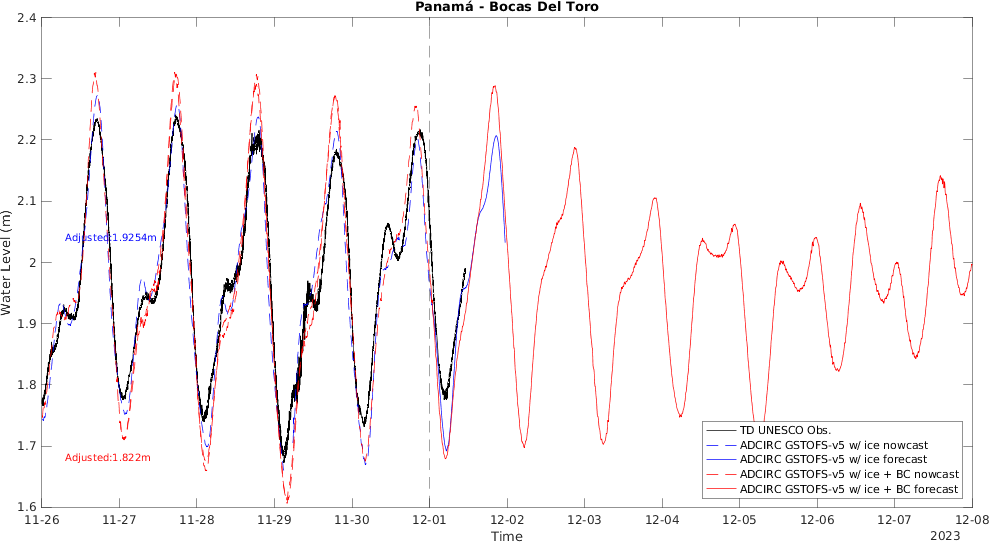 Panamá - Bocas Del Toro
2.4
2.3
2.2
2.1
2
1.9
1.8
1.7
1.6
Water Level (m)
Adjusted:1.9254m
Adjusted:1.822m
TD UNESCO Obs.
ADCIRC GSTOFS-v5 w/ ice nowcast
ADCIRC GSTOFS-v5 w/ ice forecast
ADCIRC GSTOFS-v5 w/ ice + BC nowcast
ADCIRC GSTOFS-v5 w/ ice + BC forecast
11-26 11-27 11-28 11-29 11-30 12-01 12-02 12-03 12-04 12-05 12-06 12-07 12-08
Time
2023